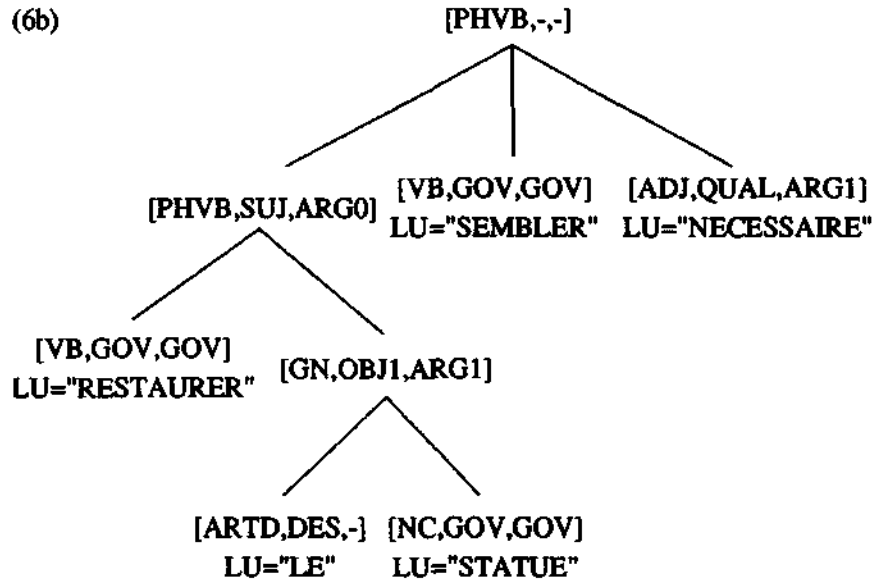 (6b)
[PHVB,-,-]
[PHVB,SUJ,ARG0]
[VB,GOV,GOV]
LU="SEMBLER"
[ADJ,QUAL,ARG1]
LU="NECESSAIRE"
[VB,GOV,GOV]
LU="RESTAURER"
[GN,OBJ1,ARG1]
[ARTD,DES,-]
LU="LE"
[NC,GOV,GOV]
LU="STATUE"